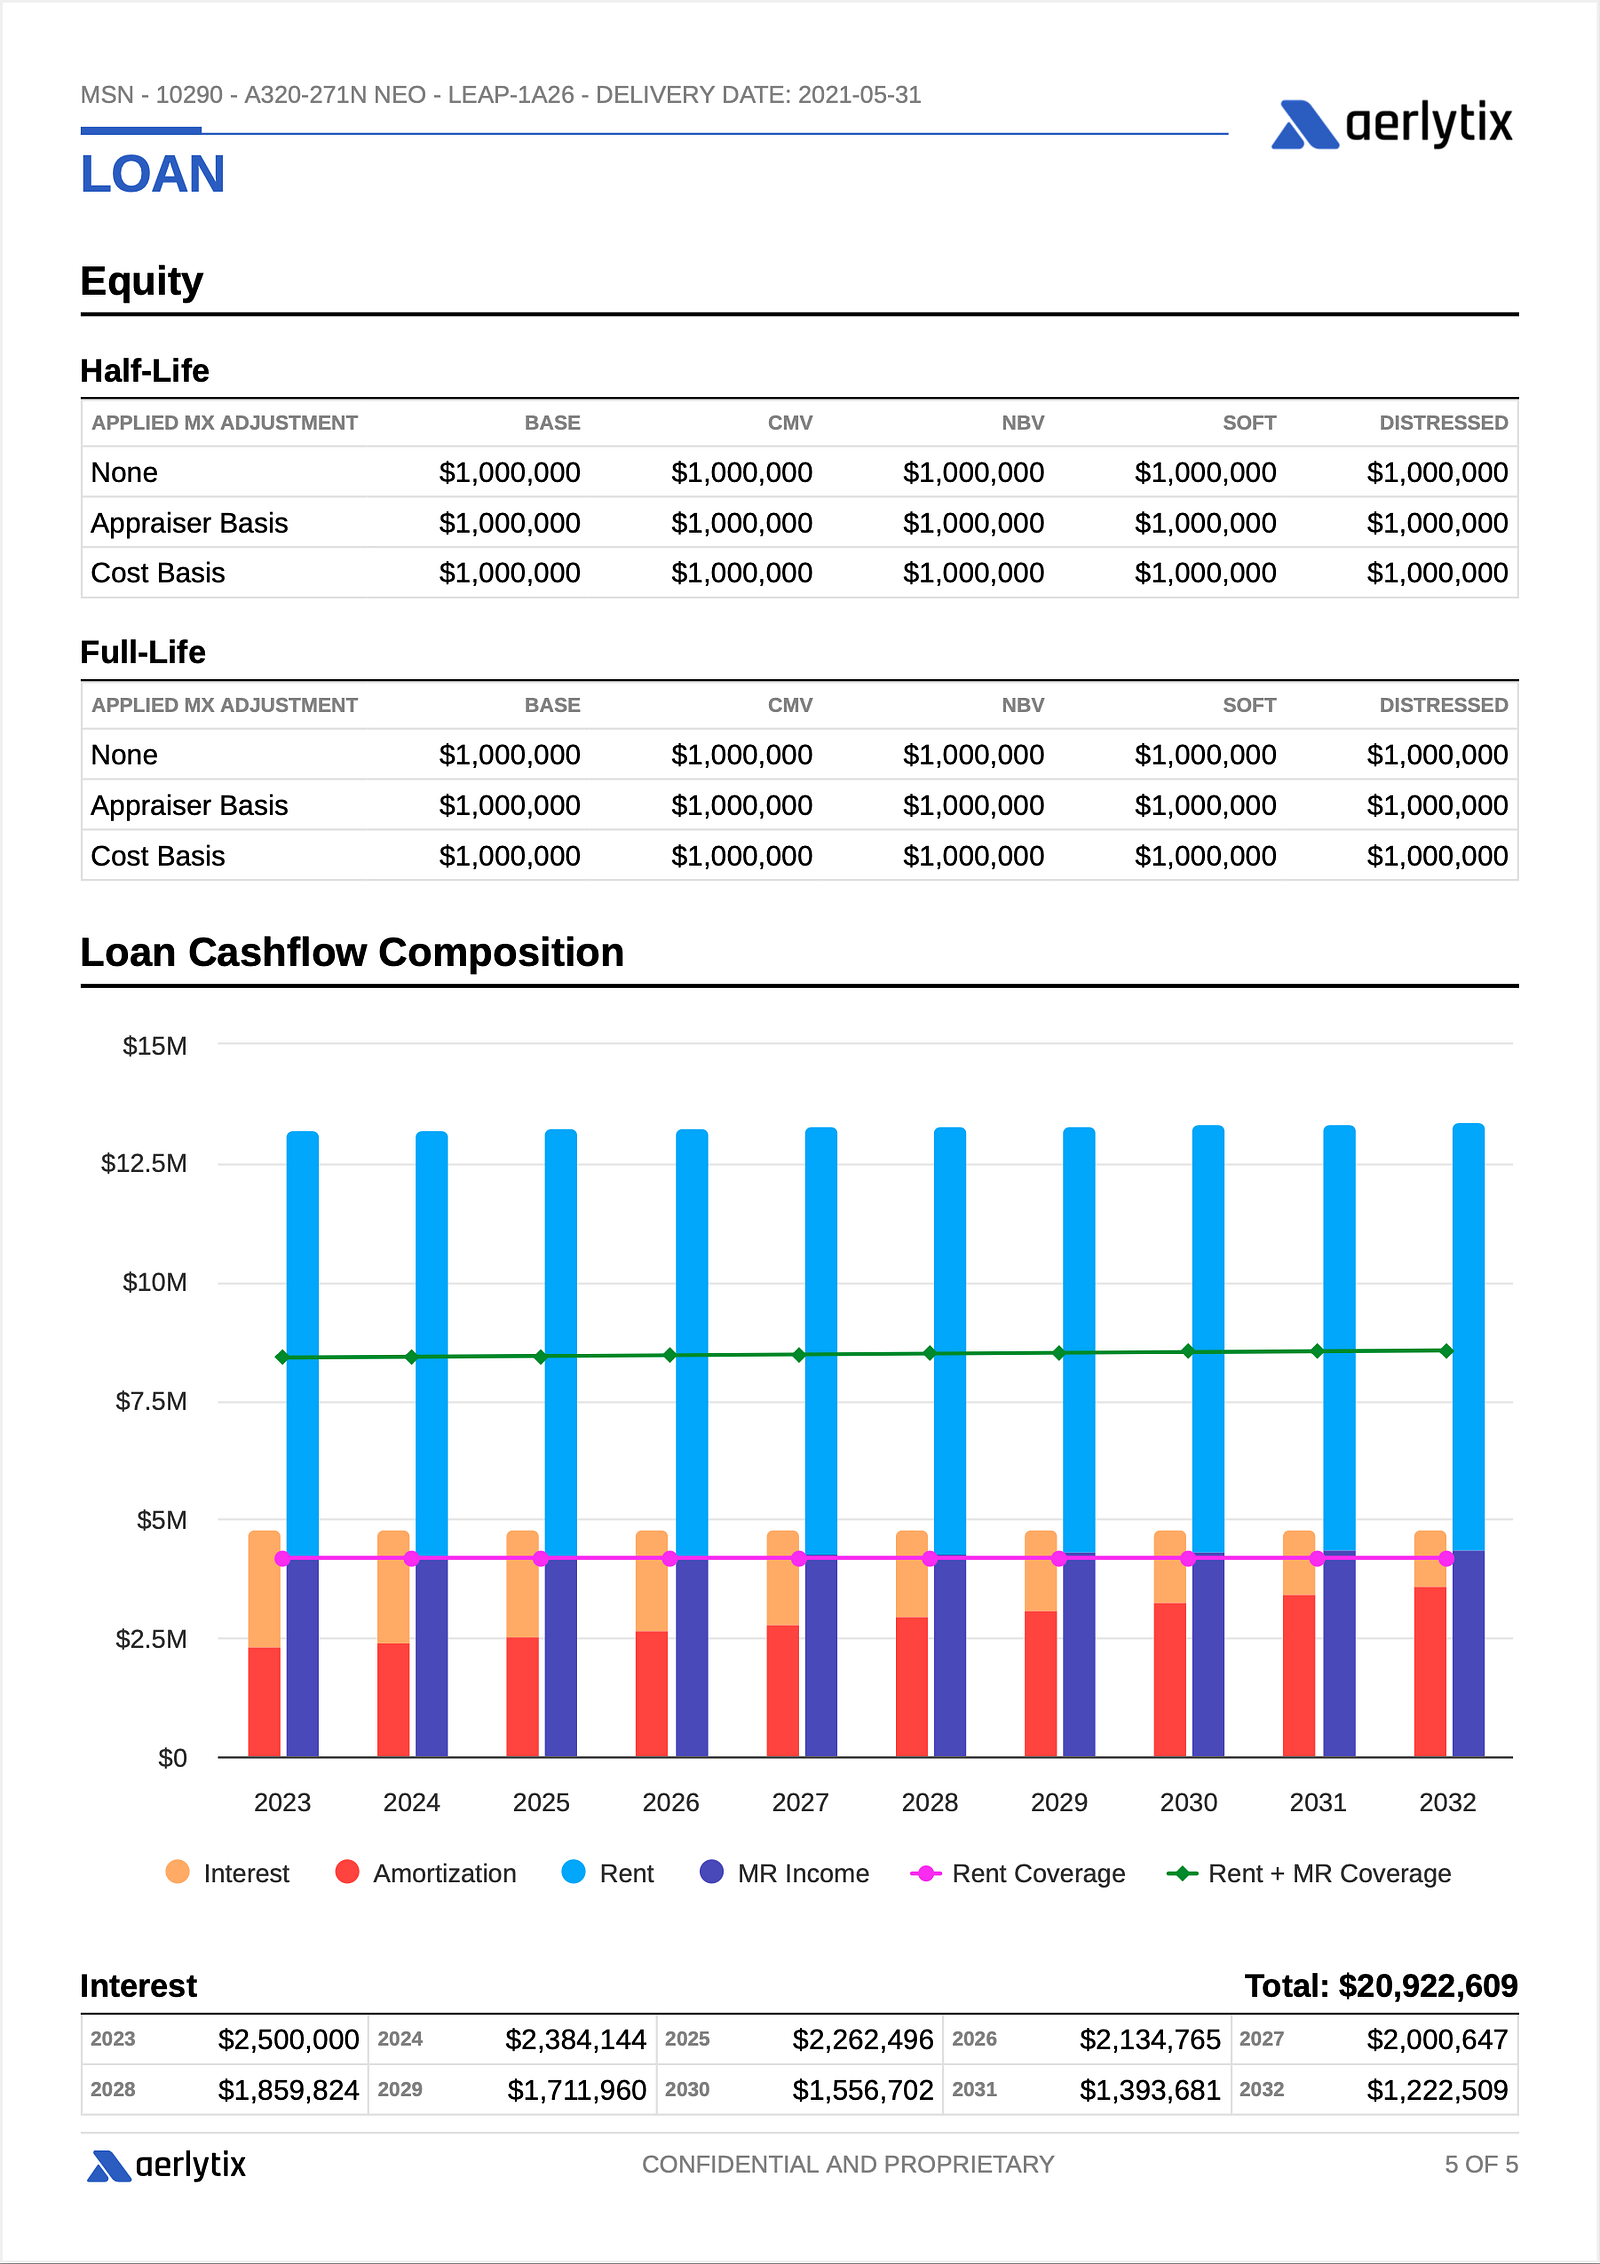 MSN - 10290 - A320-271N NEO - LEAP-1A26 - DELIVERY DATE: 2021-05-31
aerlytix
LOAN
Equity
Half-Life
APPLIED MX ADJUSTMENT BASE CMV NBV SOFT DISTRESSED
None $1,000,000 $1,000,000 $1,000,000 $1,000,000 $1,000,000
Appraiser Basis $1,000,000 $1,000,000 $1,000,000 $1,000,000 $1,000,000
Cost Basis $1,000,000 $1,000,000 $1,000,000 $1,000,000 $1,000,000
Full-Life
APPLIED MX ADJUSTMENT BASE CMV NBV SOFT DISTRESSED
None $1,000,000 $1,000,000 $1,000,000 $1,000,000 $1,000,000
Appraiser Basis $1,000,000 $1,000,000 $1,000,000 $1,000,000 $1,000,000
Cost Basis $1,000,000 $1,000,000 $1,000,000 $1,000,000 $1,000,000
Loan Cashflow Composition
$15M
$12.5M
$10M
$7.5M
$5M
$2.5M
$0
2023 2024 2025 2026 2027 2028 2029 2030 2031 2032
Interest Amortization Rent MR Income Rent Coverage Rent + MR Coverage
Interest Total: $20,922,609
2023 $2,500,000 2024 $2,384,144 2025 $2,262,496 2026 $2,134,765 2027 $2,000,647
2028 $1,859,824 2029 $1,711,960 2030 $1,556,702 2031 $1,393,681 2032 $1,222,509
aerlytix CONFIDENTIAL AND PROPRIETARY 5 OF 5